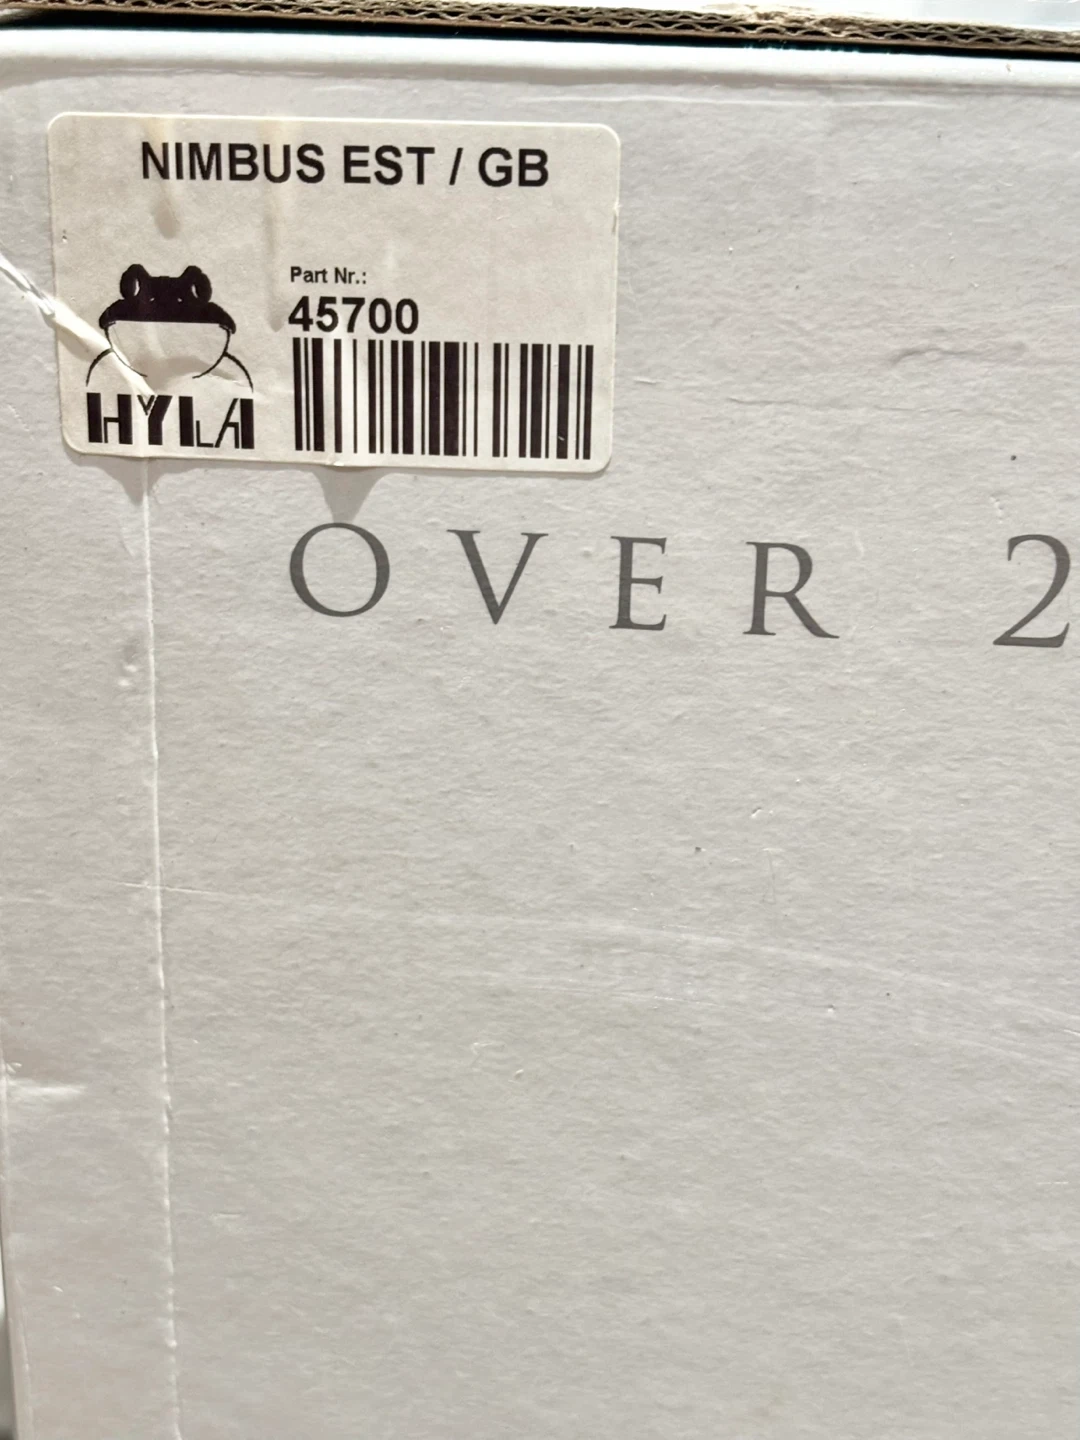 NIMBUS EST / GB
Part Nr.:
45700
HYLA
OVER 2